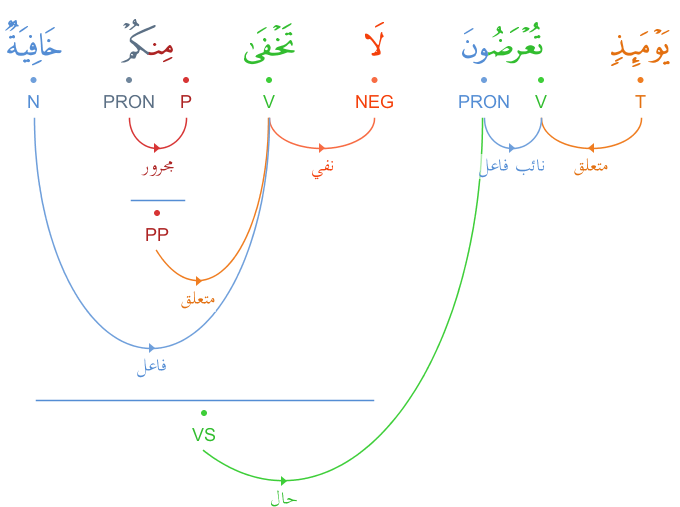 يَوْمَئِذٍ تُعْرَضُونَ لَا تَخْفَىٰ مِنكُمْ خَافِيَةٌ
T V PRON NEG V P PRON N
متعلق نائب فاعل نفي مجرور
PP
متعلق
فاعل
VS
حال